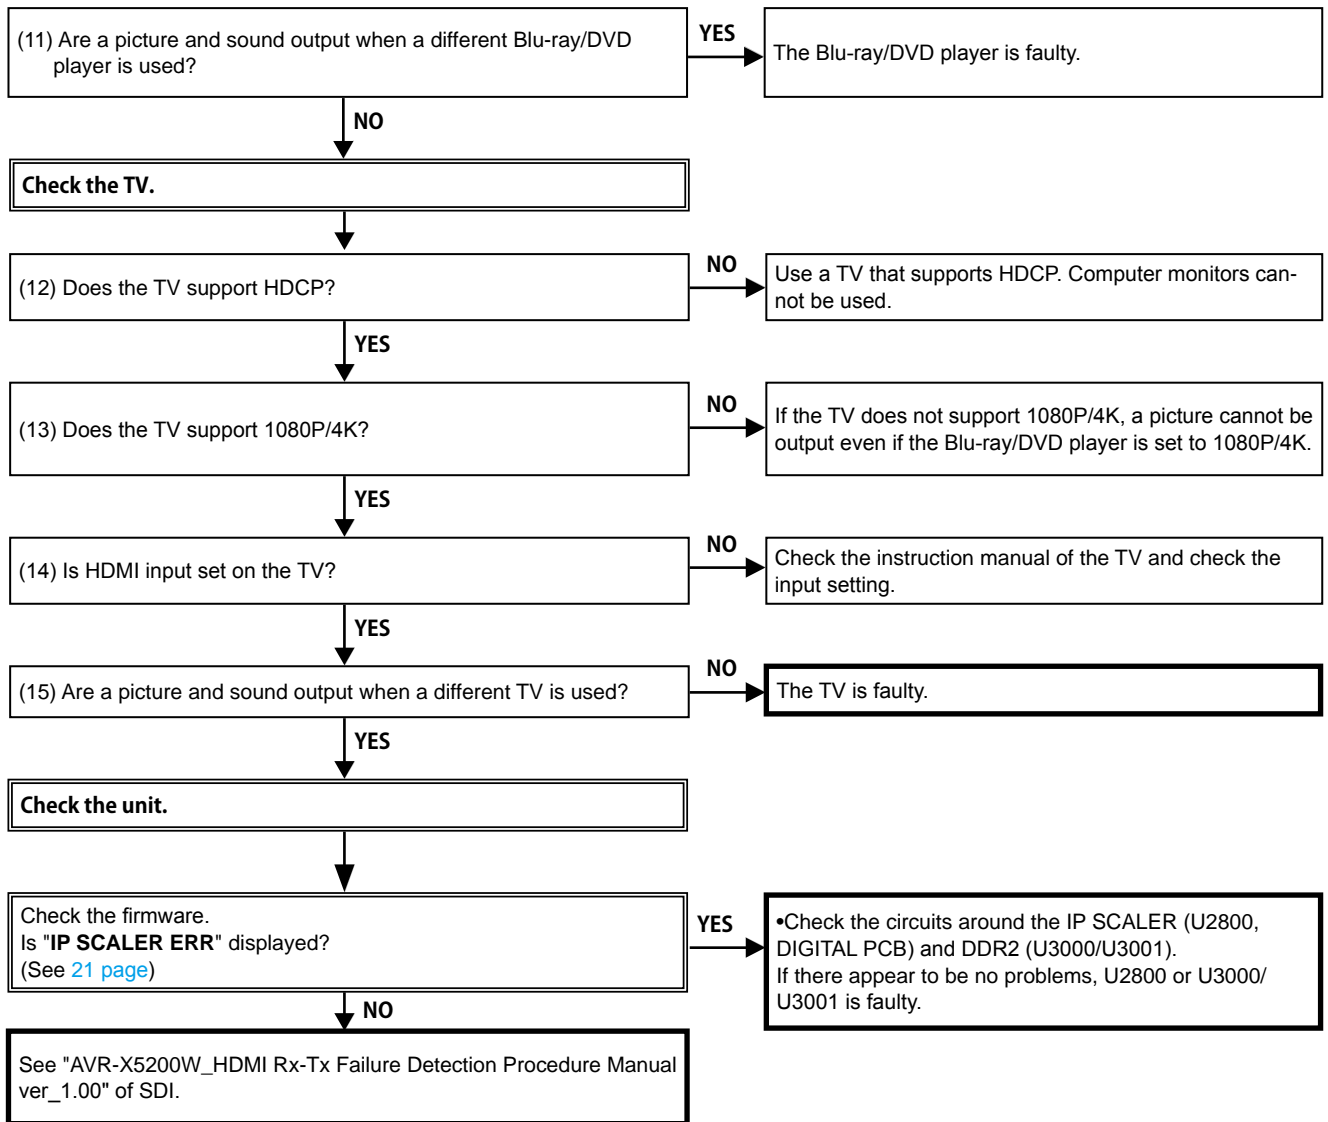 (11) Are a picture and sound output when a different Blu-ray/DVD
player is used?
YES
The Blu-ray/DVD player is faulty.
NO
Check the TV.
(12) Does the TV support HDCP?
NO
Use a TV that supports HDCP. Computer monitors can-
not be used.
YES
(13) Does the TV support 1080P/4K?
NO
If the TV does not support 1080P/4K, a picture cannot be
output even if the Blu-ray/DVD player is set to 1080P/4K.
YES
(14) Is HDMI input set on the TV?
NO
Check the instruction manual of the TV and check the
input setting.
YES
(15) Are a picture and sound output when a different TV is used?
NO
The TV is faulty.
YES
Check the unit.
Check the firmware.
Is "IP SCALER ERR" displayed?
(See 21 page)
YES
•Check the circuits around the IP SCALER (U2800,
DIGITAL PCB) and DDR2 (U3000/U3001).
If there appear to be no problems, U2800 or U3000/
U3001 is faulty.
NO
See "AVR-X5200W_HDMI Rx-Tx Failure Detection Procedure Manual
ver_1.00" of SDI.